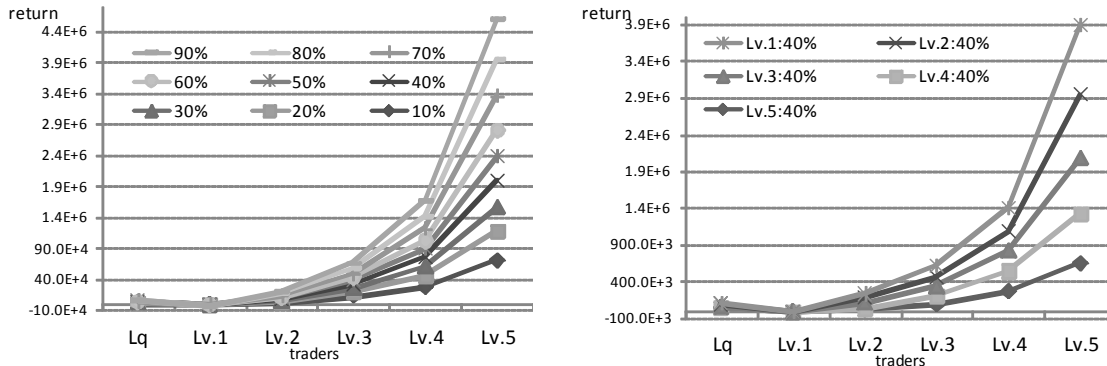 return
4.4E+6
3.9E+6
3.4E+6
2.9E+6
2.4E+6
1.9E+6
1.4E+6
90.0E+4
40.0E+4
-10.0E+4
90% 80% 70%
60% 50% 40%
30% 20% 10%
Lq Lv.1 Lv.2 Lv.3 Lv.4 Lv.5
traders
return
3.9E+6
3.4E+6
2.9E+6
2.4E+6
1.9E+6
1.4E+6
900.0E+3
400.0E+3
-100.0E+3
Lv.1:40% Lv.2:40%
Lv.3:40% Lv.4:40%
Lv.5:40%
Lq Lv.1 Lv.2 Lv.3 Lv.4 Lv.5
traders